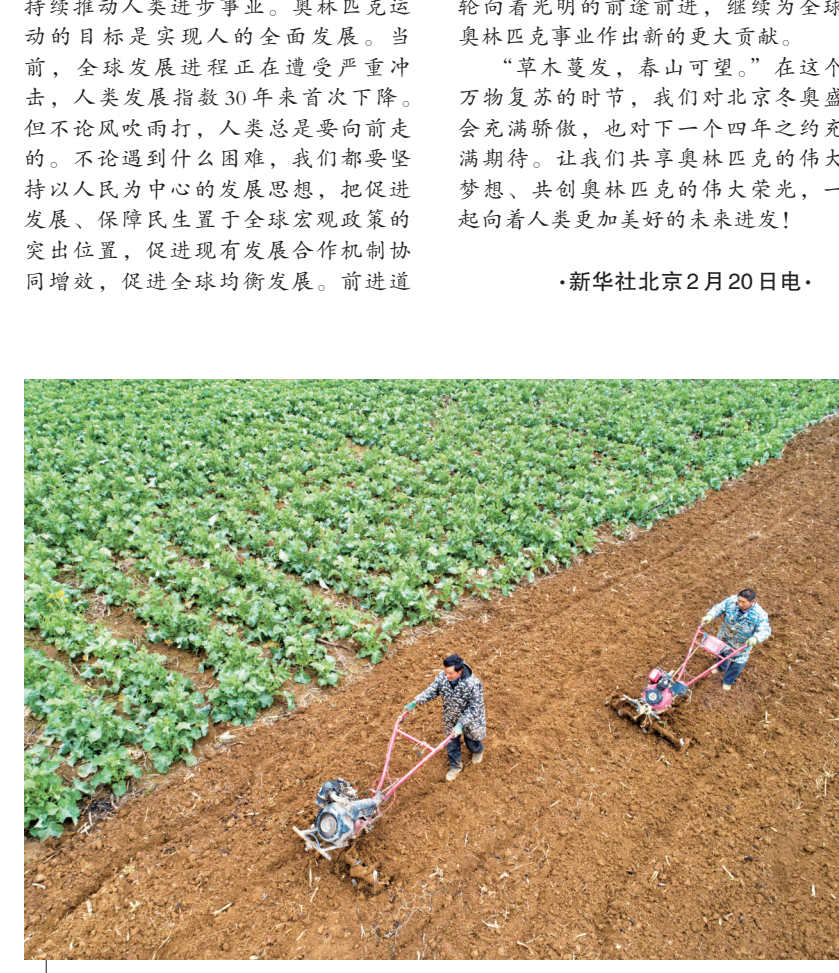 持续推动人类进步事业。奥林匹克运
动的目标是实现人的全面发展。当
前，全球发展进程正在遭受严重冲
击，人类发展指数30年来首次下降。
但不论风吹雨打，人类总是要向前走
的。不论遇到什么困难，我们都要坚
持以人民为中心的发展思想，把促进
发展、保障民生置于全球宏观政策的
突出位置，促进现有发展合作机制协
同增效，促进全球均衡发展。前进道
轮向着光明的前途前进，继续为全球
奥林匹克事业作出新的更大贡献。
“草木蔓发，春山可望。”在这个
万物复苏的时节，我们对北京冬奥盛
会充满骄傲，也对下一个四年之约充
满期待。让我们共享奥林匹克的伟大
梦想、共创奥林匹克的伟大荣光，一
起向着人类更加美好的未来进发！
·新华社北京2月20日电·